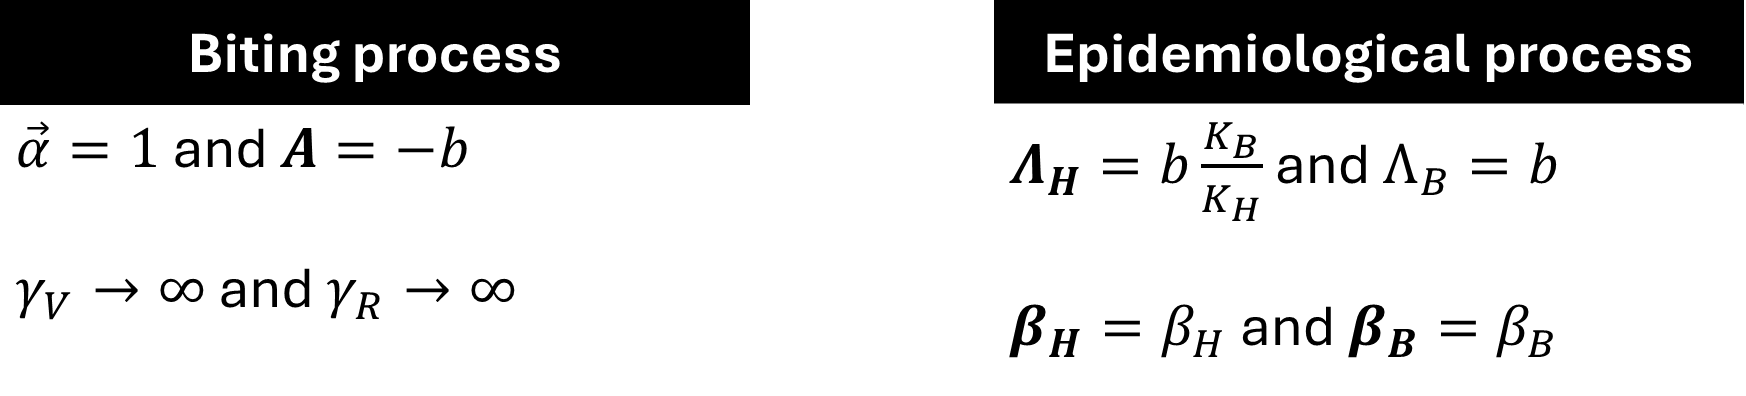 Biting process
α⃗ = 1 and A = −b
γ_V → ∞ and γ_R → ∞
Epidemiological process
Λ_H = b K_B/K_H and Λ_B = b
β_H = β_H and β_B = β_B